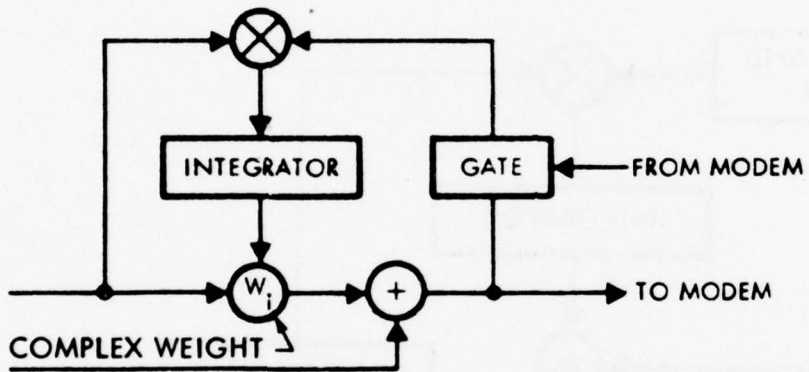 INTEGRATOR
GATE
FROM MODEM
W i
+
TO MODEM
COMPLEX WEIGHT